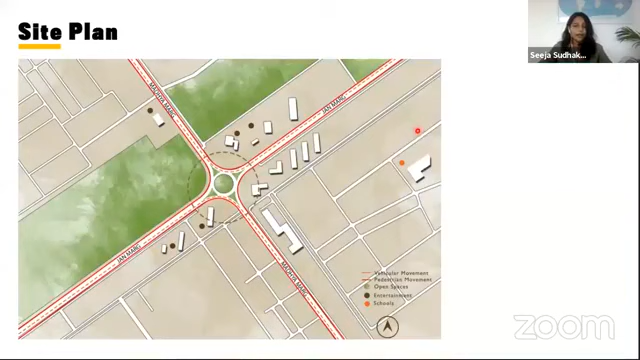 Site Plan
Seeja Sudhak...
MADHYA MARG
JAN MARG
JAN MARG
MADHYA MARG
Vehicular Movement
Pedestrian Movement
Open Spaces
Entertainment
Schools
zoom